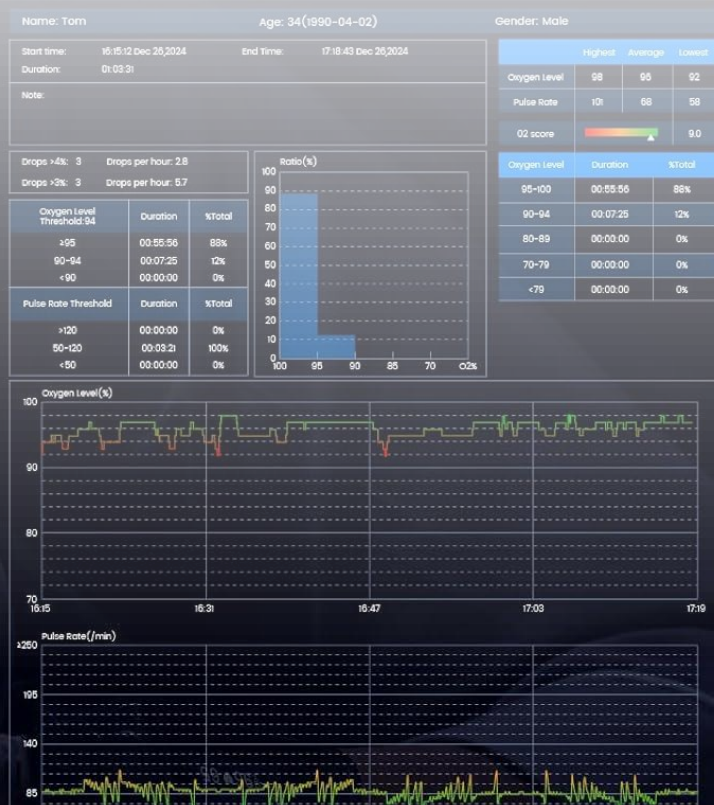 Name: Tom Age: 34(1990-04-02) Gender: Male
Start time: 16:15:12 Dec 26,2024 End Time: 17:18:43 Dec 26,2024
Duration: 01:03:31
Note:
Highest Average Lowest
Oxygen Level 98 95 92
Pulse Rate 101 68 58
O2 score 9.0
Drops >4%: 3 Drops per hour: 2.8
Drops >3%: 3 Drops per hour: 5.7
Oxygen Level Threshold:94 Duration %Total
≥95 00:55:56 88%
90-94 00:07:25 12%
<90 00:00:00 0%
Pulse Rate Threshold Duration %Total
>120 00:00:00 0%
50-120 00:03:21 100%
<50 00:00:00 0%
Ratio(%)
100
90
80
70
60
50
40
30
20
10
0
100 95 90 85 70 O2%
Oxygen Level Duration %Total
95-100 00:55:56 88%
90-94 00:07:25 12%
80-89 00:00:00 0%
70-79 00:00:00 0%
<79 00:00:00 0%
Oxygen Level(%)
100
90
80
70
16:15 16:31 16:47 17:03 17:19
Pulse Rate(/min)
≥250
195
140
85